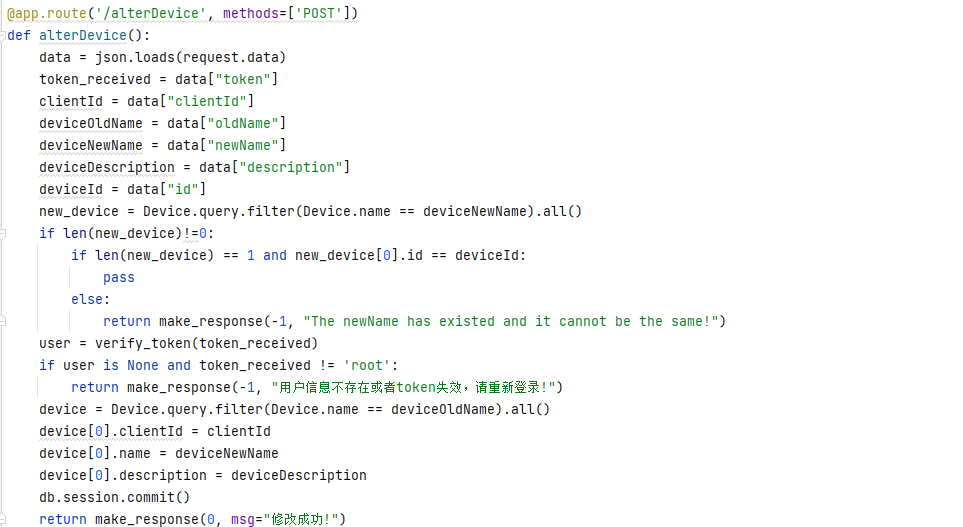 @app.route('/alterDevice', methods=['POST'])
def alterDevice():
    data = json.loads(request.data)
    token_received = data["token"]
    clientId = data["clientId"]
    deviceOldName = data["oldName"]
    deviceNewName = data["newName"]
    deviceDescription = data["description"]
    deviceId = data["id"]
    new_device = Device.query.filter(Device.name == deviceNewName).all()
    if len(new_device)!=0:
        if len(new_device) == 1 and new_device[0].id == deviceId:
            pass
        else:
            return make_response(-1, "The newName has existed and it cannot be the same!")
    user = verify_token(token_received)
    if user is None and token_received != 'root':
        return make_response(-1, "用户信息不存在或者token失效，请重新登录!")
    device = Device.query.filter(Device.name == deviceOldName).all()
    device[0].clientId = clientId
    device[0].name = deviceNewName
    device[0].description = deviceDescription
    db.session.commit()
    return make_response(0, msg="修改成功!")